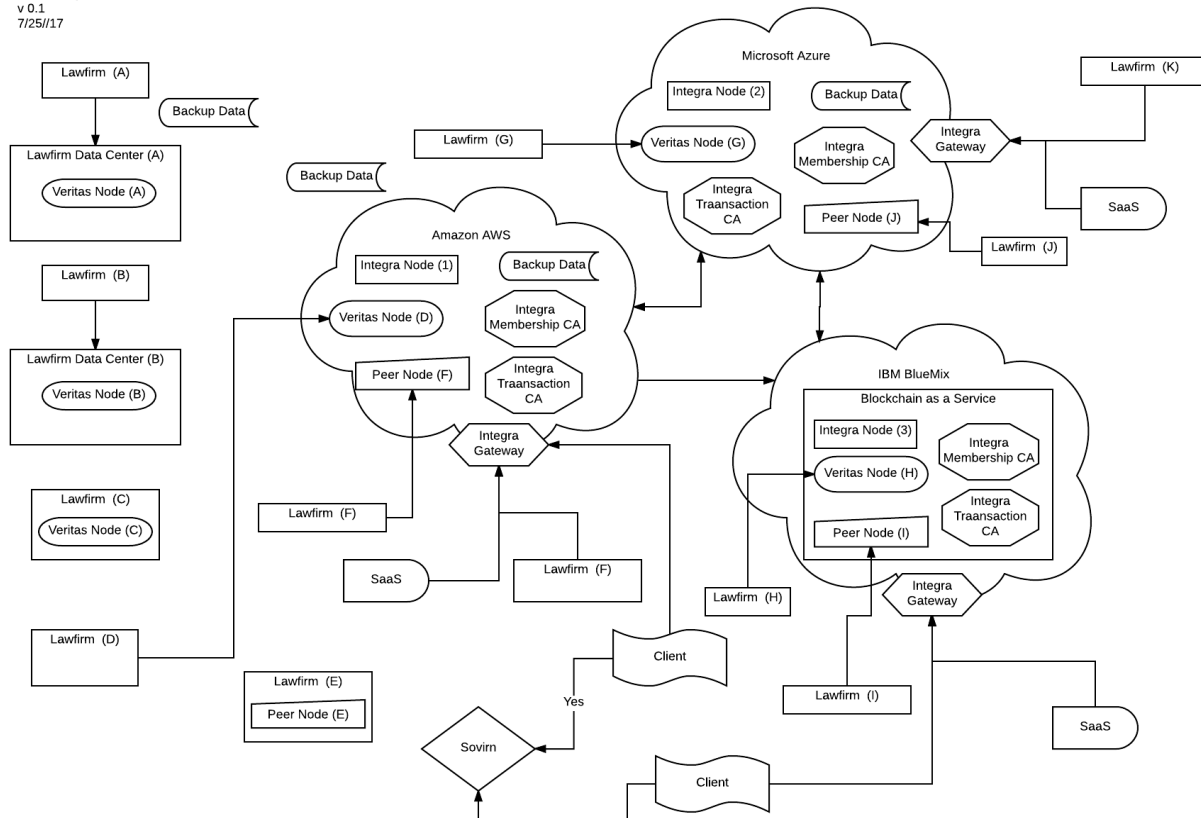 v 0.1
7/25//17
Lawfirm (A)
Backup Data
Lawfirm Data Center (A)
Veritas Node (A)
Lawfirm (B)
Lawfirm Data Center (B)
Veritas Node (B)
Lawfirm (C)
Veritas Node (C)
Lawfirm (D)
Lawfirm (E)
Peer Node (E)
Backup Data
Amazon AWS
Integra Node (1)
Backup Data
Veritas Node (D)
Integra
Membership CA
Peer Node (F)
Integra
Traansaction
CA
Integra
Gateway
Lawfirm (F)
SaaS
Lawfirm (F)
Lawfirm (G)
Microsoft Azure
Integra Node (2)
Backup Data
Veritas Node (G)
Integra
Membership CA
Integra
Gateway
Integra
Traansaction
CA
Peer Node (J)
Lawfirm (K)
SaaS
Lawfirm (J)
IBM BlueMix
Blockchain as a Service
Integra Node (3)
Integra
Membership CA
Veritas Node (H)
Integra
Traansaction
CA
Peer Node (I)
Integra
Gateway
Lawfirm (H)
Lawfirm (I)
SaaS
Client
Yes
Sovirn
Client